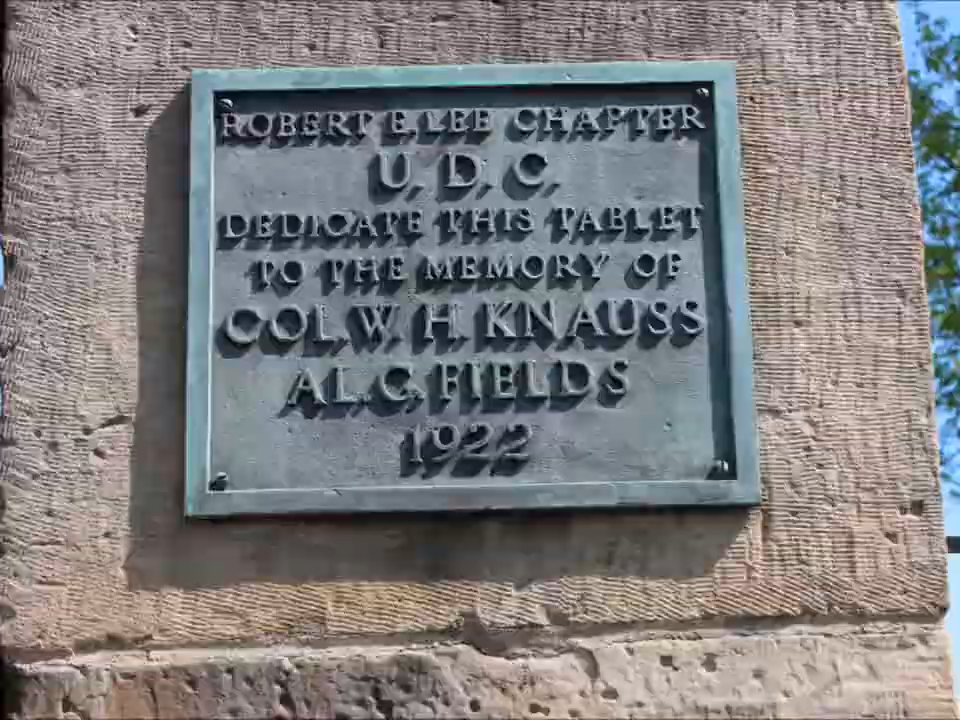 ROBERT E. LEE CHAPTER
U. D. C.
DEDICATE THIS TABLET
TO THE MEMORY OF
COL. W. H. KNAUSS
AL. C. FIELDS
1922